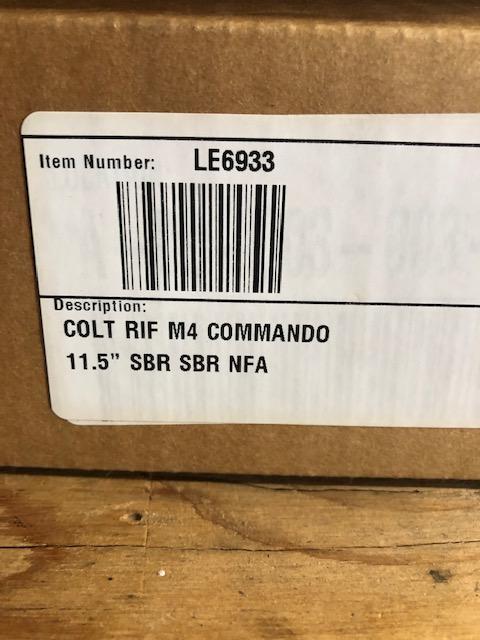 Item Number: LE6933
Description:
COLT RIF M4 COMMANDO
11.5" SBR SBR NFA